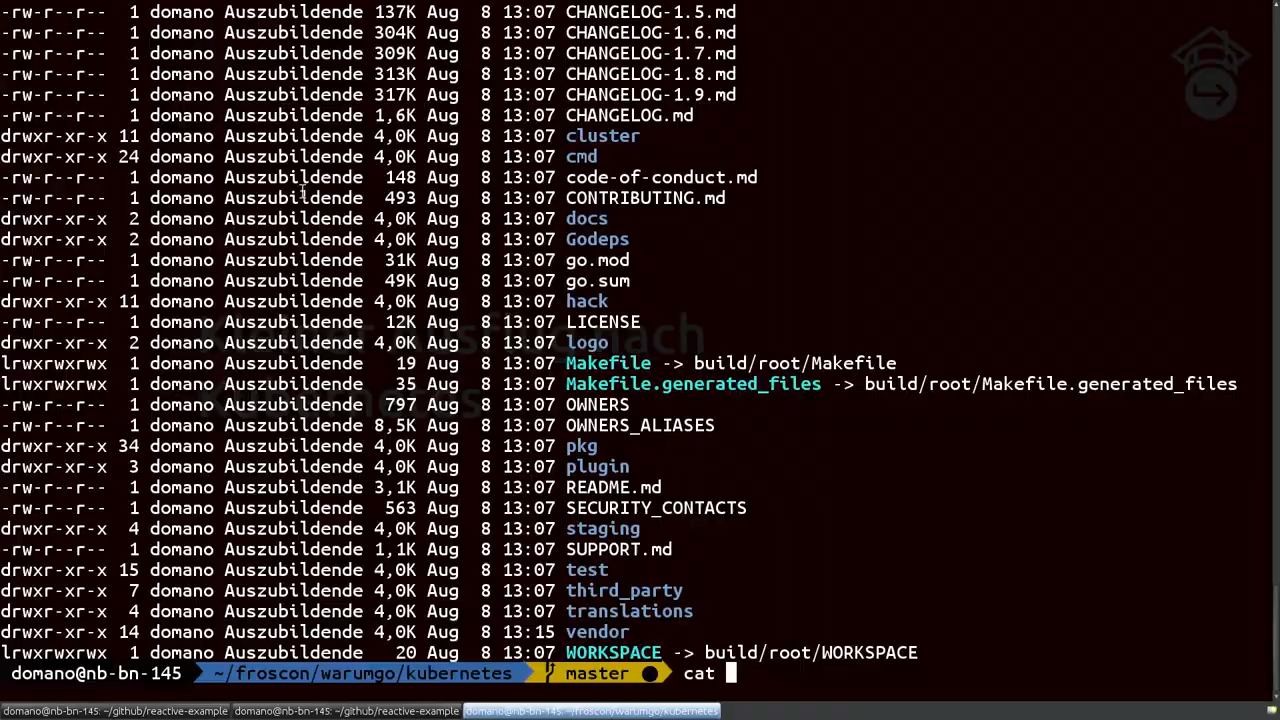 -rw-r--r-- 1 domano Auszubildende 137K Aug 8 13:07 CHANGELOG-1.5.md
-rw-r--r-- 1 domano Auszubildende 304K Aug 8 13:07 CHANGELOG-1.6.md
-rw-r--r-- 1 domano Auszubildende 309K Aug 8 13:07 CHANGELOG-1.7.md
-rw-r--r-- 1 domano Auszubildende 313K Aug 8 13:07 CHANGELOG-1.8.md
-rw-r--r-- 1 domano Auszubildende 317K Aug 8 13:07 CHANGELOG-1.9.md
-rw-r--r-- 1 domano Auszubildende 1,6K Aug 8 13:07 CHANGELOG.md
drwxr-xr-x 11 domano Auszubildende 4,0K Aug 8 13:07 cluster
drwxr-xr-x 24 domano Auszubildende 4,0K Aug 8 13:07 cmd
-rw-r--r-- 1 domano Auszubildende 148 Aug 8 13:07 code-of-conduct.md
-rw-r--r-- 1 domano Auszubildende 493 Aug 8 13:07 CONTRIBUTING.md
drwxr-xr-x 2 domano Auszubildende 4,0K Aug 8 13:07 docs
drwxr-xr-x 2 domano Auszubildende 4,0K Aug 8 13:07 Godeps
-rw-r--r-- 1 domano Auszubildende 31K Aug 8 13:07 go.mod
-rw-r--r-- 1 domano Auszubildende 49K Aug 8 13:07 go.sum
drwxr-xr-x 11 domano Auszubildende 4,0K Aug 8 13:07 hack
-rw-r--r-- 1 domano Auszubildende 12K Aug 8 13:07 LICENSE
drwxr-xr-x 2 domano Auszubildende 4,0K Aug 8 13:07 logo
lrwxrwxrwx 1 domano Auszubildende 19 Aug 8 13:07 Makefile -> build/root/Makefile
lrwxrwxrwx 1 domano Auszubildende 35 Aug 8 13:07 Makefile.generated_files -> build/root/Makefile.generated_files
-rw-r--r-- 1 domano Auszubildende 797 Aug 8 13:07 OWNERS
-rw-r--r-- 1 domano Auszubildende 8,5K Aug 8 13:07 OWNERS_ALIASES
drwxr-xr-x 34 domano Auszubildende 4,0K Aug 8 13:07 pkg
drwxr-xr-x 3 domano Auszubildende 4,0K Aug 8 13:07 plugin
-rw-r--r-- 1 domano Auszubildende 3,1K Aug 8 13:07 README.md
-rw-r--r-- 1 domano Auszubildende 563 Aug 8 13:07 SECURITY_CONTACTS
drwxr-xr-x 4 domano Auszubildende 4,0K Aug 8 13:07 staging
-rw-r--r-- 1 domano Auszubildende 1,1K Aug 8 13:07 SUPPORT.md
drwxr-xr-x 15 domano Auszubildende 4,0K Aug 8 13:07 test
drwxr-xr-x 7 domano Auszubildende 4,0K Aug 8 13:07 third_party
drwxr-xr-x 4 domano Auszubildende 4,0K Aug 8 13:07 translations
drwxr-xr-x 14 domano Auszubildende 4,0K Aug 8 13:15 vendor
lrwxrwxrwx 1 domano Auszubildende 20 Aug 8 13:07 WORKSPACE -> build/root/WORKSPACE
domano@nb-bn-145 ~/froscon/warumgo/kubernetes master ● cat
domano@nb-bn-145: ~/github/reactive-example domano@nb-bn-145: ~/github/reactive-example domano@nb-bn-145: ~/froscon/warumgo/kubernetes
Kleiner Ausflug nach
Kubernetes